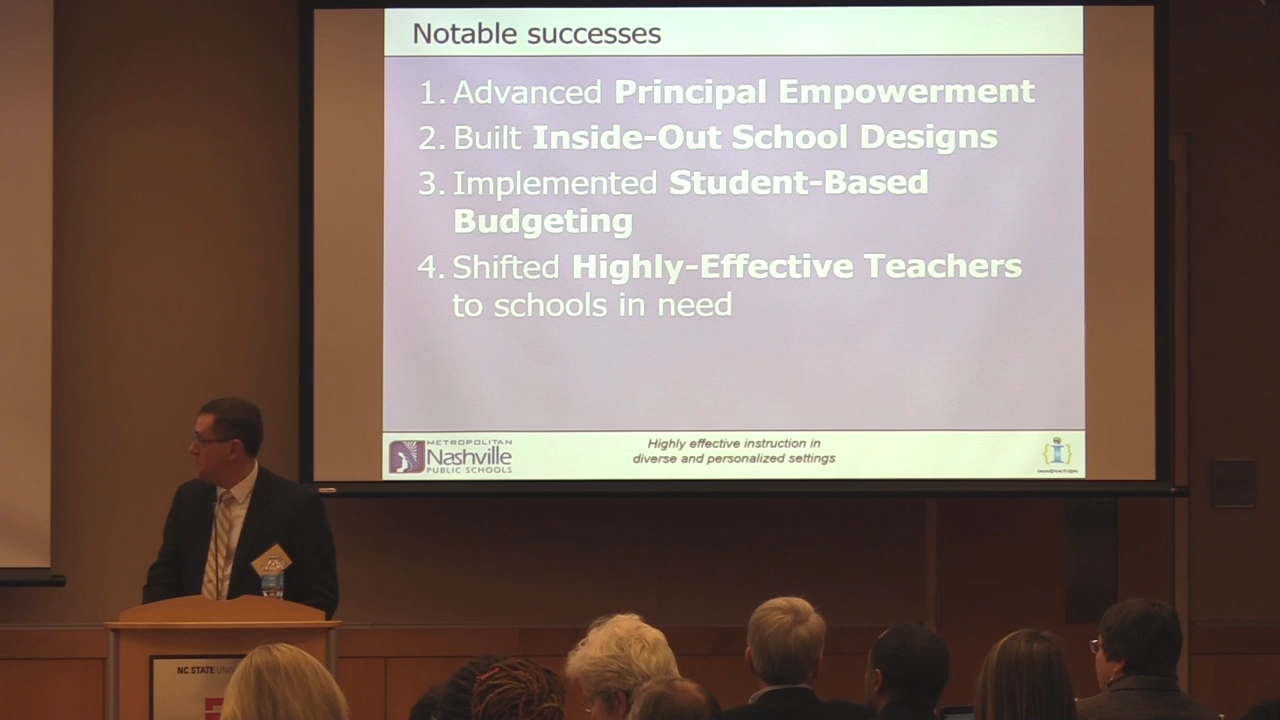 Notable successes
1. Advanced Principal Empowerment
2. Built Inside-Out School Designs
3. Implemented Student-Based
Budgeting
4. Shifted Highly-Effective Teachers
to schools in need
METROPOLITAN
Nashville
PUBLIC SCHOOLS
Highly effective instruction in
diverse and personalized settings
INNOVATION
NC STATE